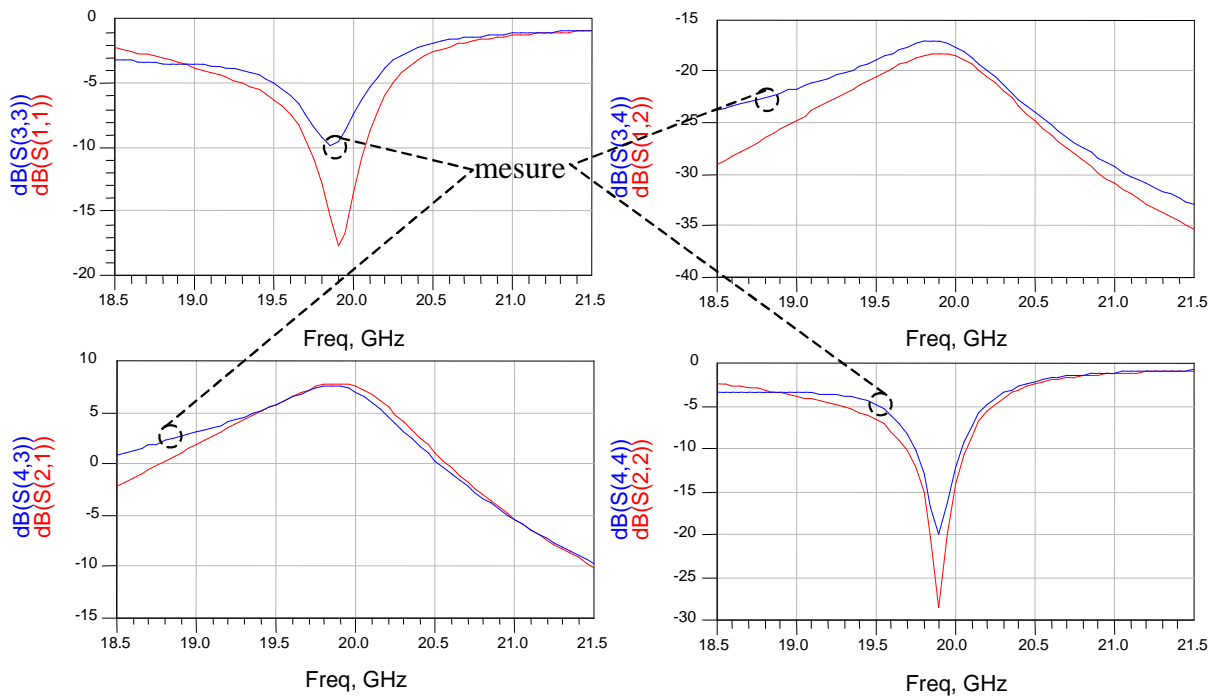 dB(S(3,3))
dB(S(1,1))
0
-5
-10
-15
-20
18.5 19.0 19.5 20.0 20.5 21.0 21.5
Freq, GHz
dB(S(3,4))
dB(S(1,2))
-15
-20
-25
-30
-35
-40
18.5 19.0 19.5 20.0 20.5 21.0 21.5
Freq, GHz
mesure
dB(S(4,3))
dB(S(2,1))
10
5
0
-5
-10
-15
18.5 19.0 19.5 20.0 20.5 21.0 21.5
Freq, GHz
dB(S(4,4))
dB(S(2,2))
0
-5
-10
-15
-20
-25
-30
18.5 19.0 19.5 20.0 20.5 21.0 21.5
Freq, GHz